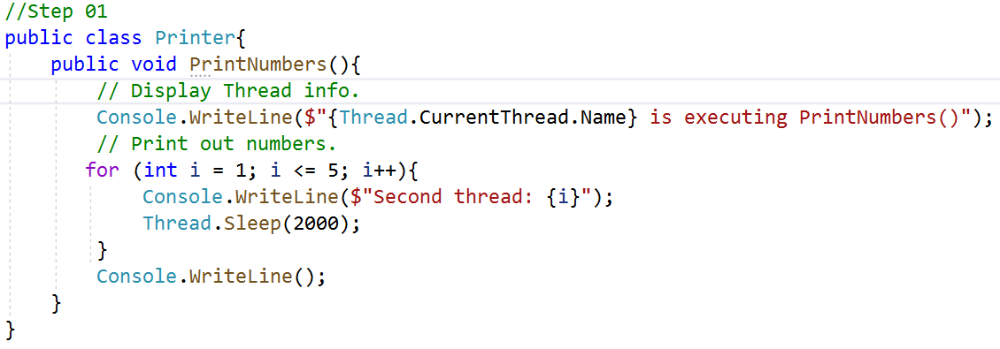 //Step 01
public class Printer{
public void PrintNumbers(){
// Display Thread info.
Console.WriteLine($"{Thread.CurrentThread.Name} is executing PrintNumbers()");
// Print out numbers.
for (int i = 1; i <= 5; i++){
Console.WriteLine($"Second thread: {i}");
Thread.Sleep(2000);
}
Console.WriteLine();
}
}